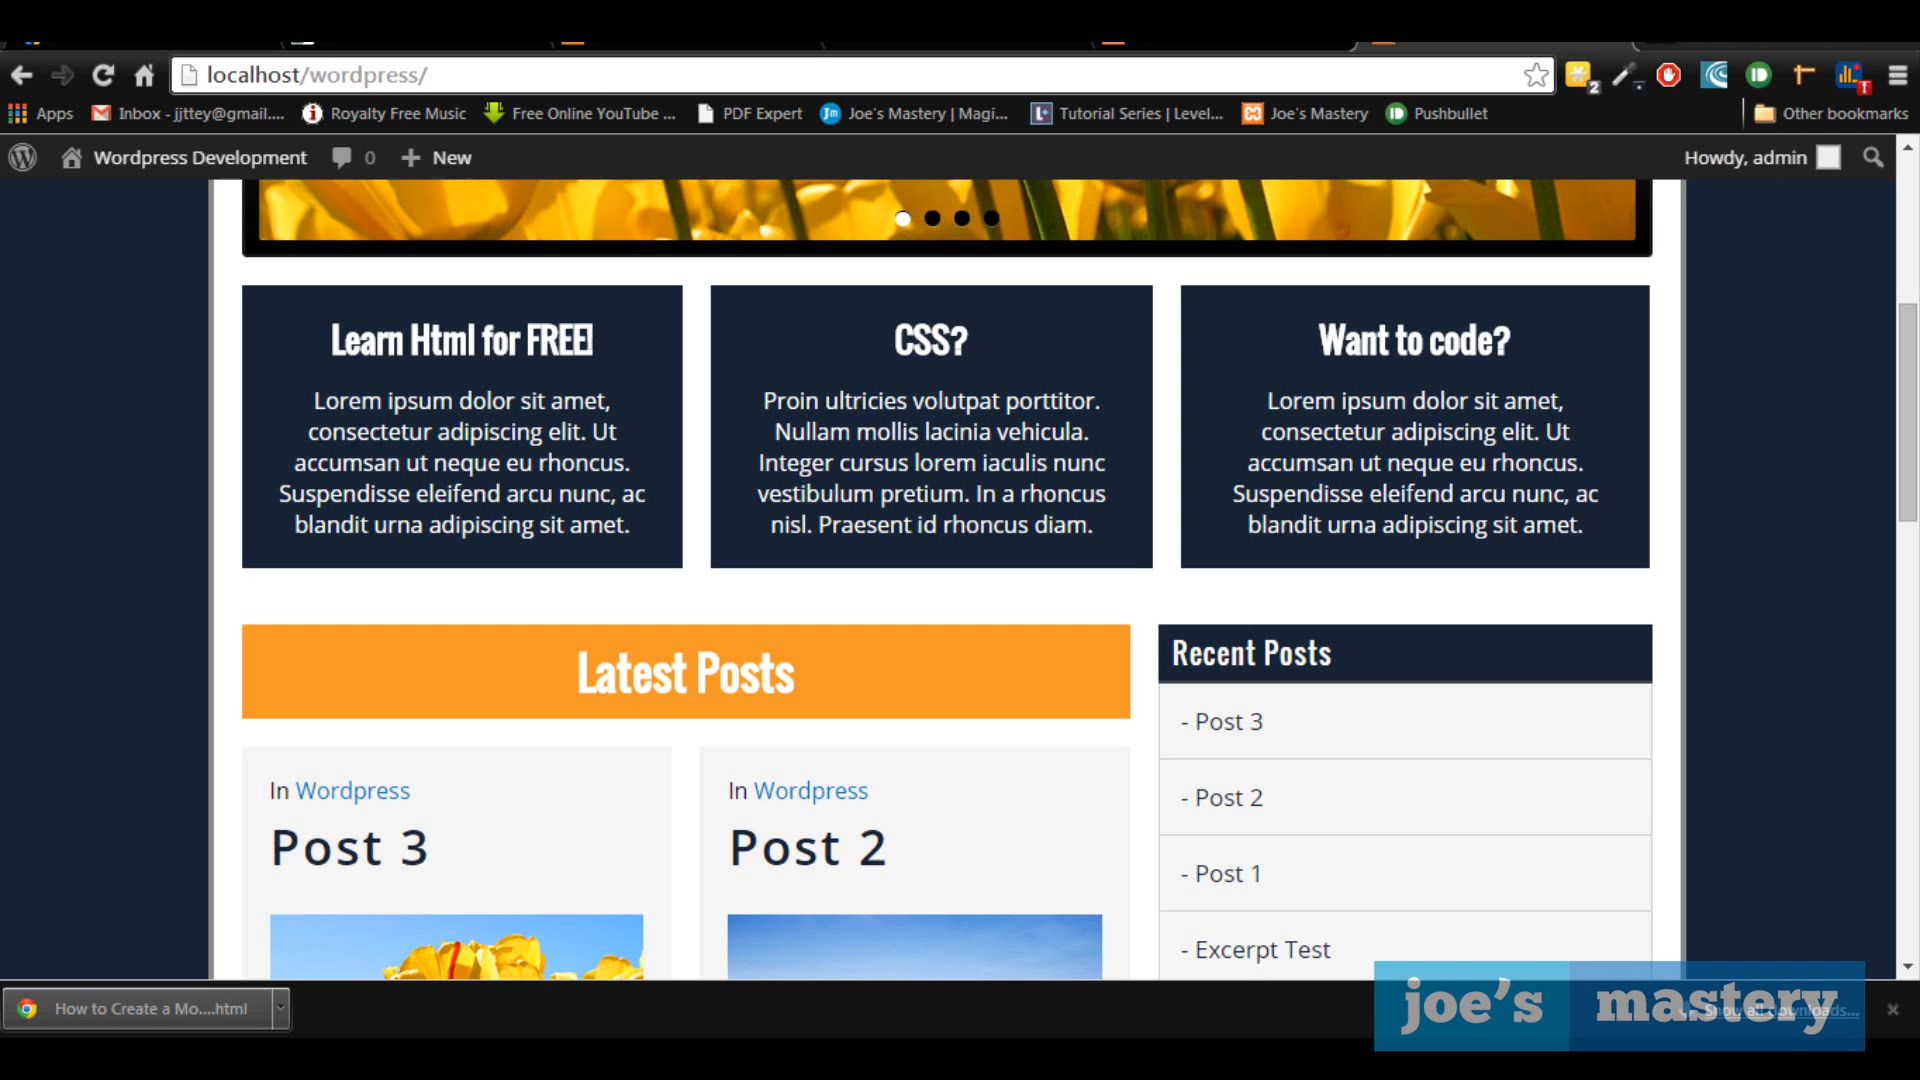 localhost/wordpress/
2
Apps
Inbox - jjttey@gmail....
Royalty Free Music
Free Online YouTube ...
PDF Expert
Jm
Joe's Mastery | Magi...
Tutorial Series | Level...
Joe's Mastery
Pushbullet
Other bookmarks
Wordpress Development
0
New
Howdy, admin
Learn Html for FREE!
Lorem ipsum dolor sit amet,
consectetur adipiscing elit. Ut
accumsan ut neque eu rhoncus.
Suspendisse eleifend arcu nunc, ac
blandit urna adipiscing sit amet.
CSS?
Proin ultricies volutpat porttitor.
Nullam mollis lacinia vehicula.
Integer cursus lorem iaculis nunc
vestibulum pretium. In a rhoncus
nisl. Praesent id rhoncus diam.
Want to code?
Lorem ipsum dolor sit amet,
consectetur adipiscing elit. Ut
accumsan ut neque eu rhoncus.
Suspendisse eleifend arcu nunc, ac
blandit urna adipiscing sit amet.
Latest Posts
In Wordpress
Post 3
In Wordpress
Post 2
Recent Posts
- Post 3
- Post 2
- Post 1
- Excerpt Test
How to Create a Mo....html
joe's mastery
Show all downloads...